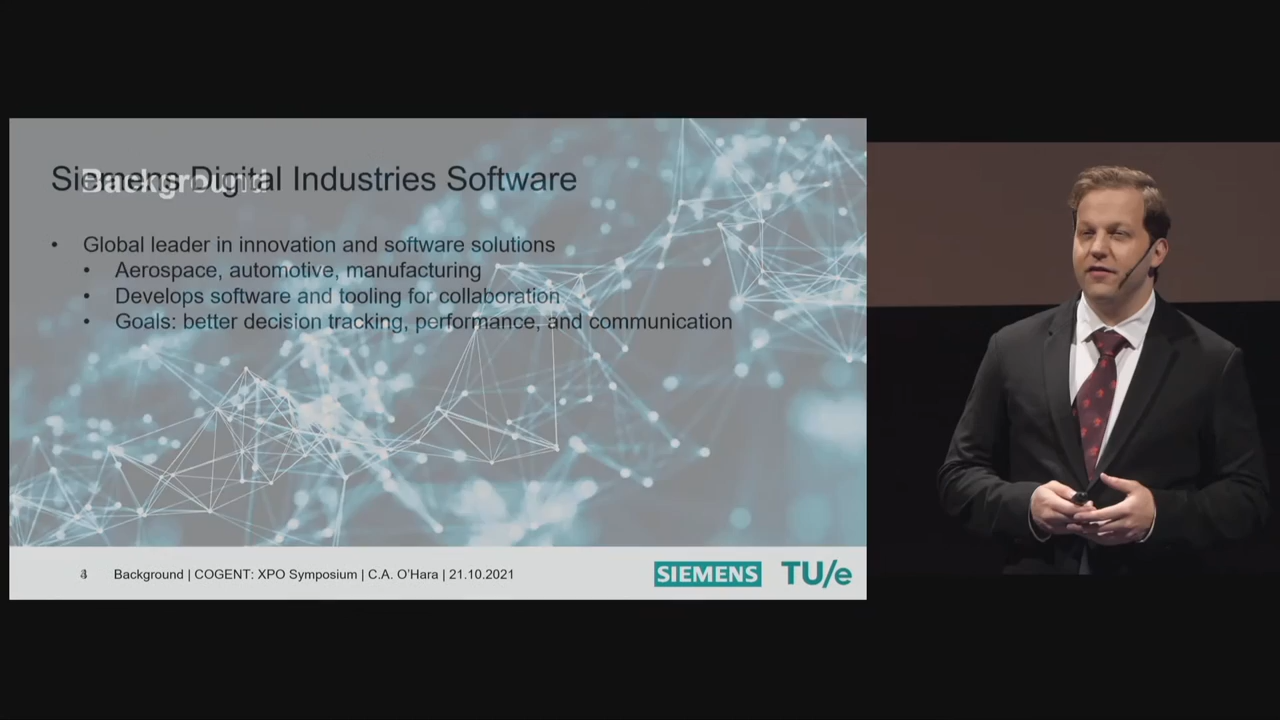 Siemens Digital Industries Software
Background
• Global leader in innovation and software solutions
• Aerospace, automotive, manufacturing
• Develops software and tooling for collaboration
• Goals: better decision tracking, performance, and communication
Background | COGENT: XPO Symposium | C.A. O'Hara | 21.10.2021
SIEMENS TU/e